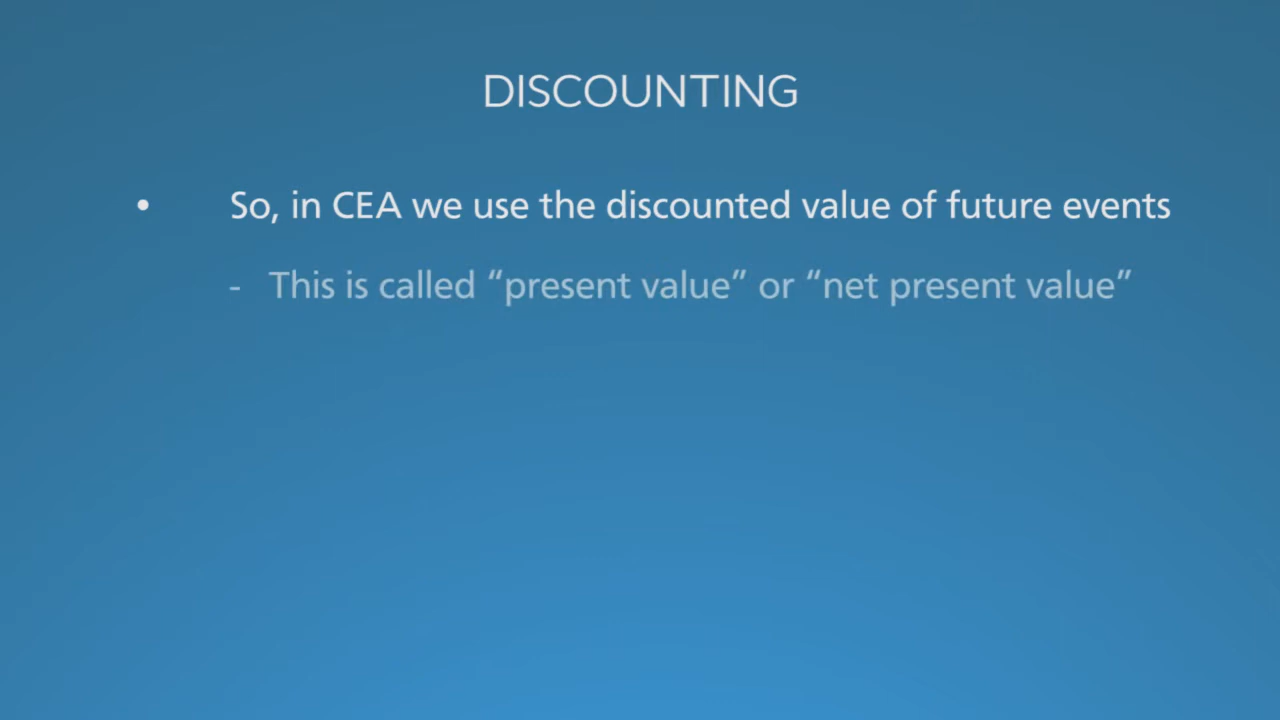 DISCOUNTING
• So, in CEA we use the discounted value of future events
- This is called “present value” or “net present value”